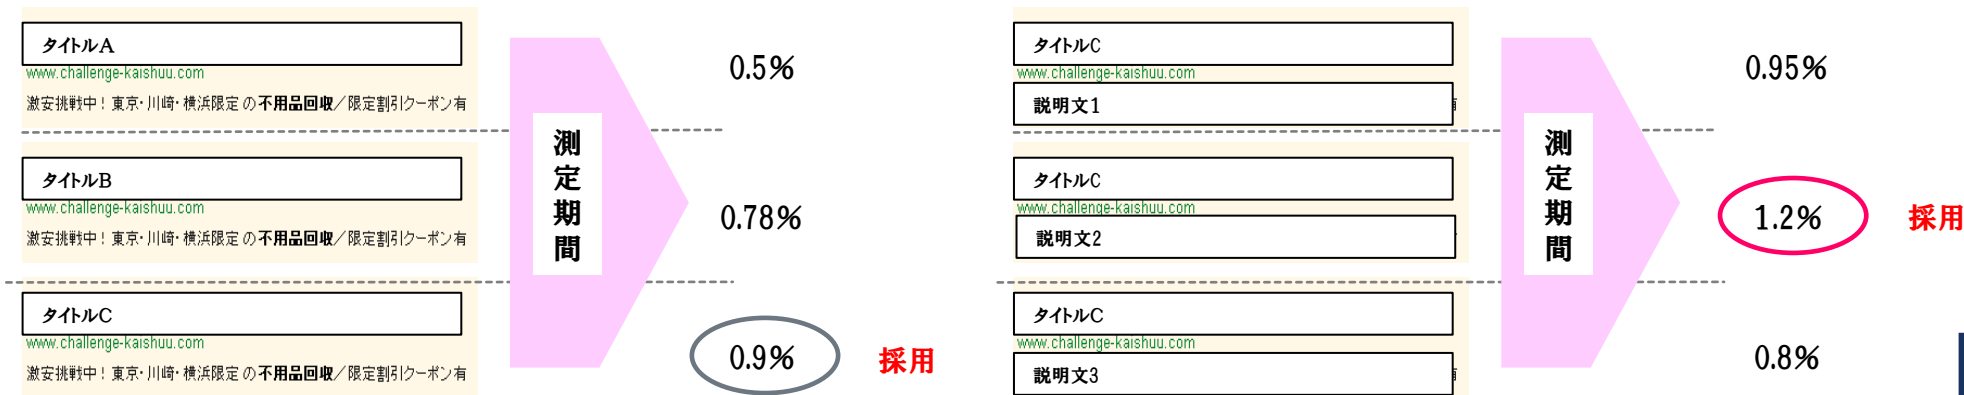 タイトルA
www.challenge-kaishuu.com
激安挑戦中！東京・川崎・横浜限定の不用品回収／限定割引クーポン有
タイトルB
www.challenge-kaishuu.com
激安挑戦中！東京・川崎・横浜限定の不用品回収／限定割引クーポン有
タイトルC
www.challenge-kaishuu.com
激安挑戦中！東京・川崎・横浜限定の不用品回収／限定割引クーポン有
測定期間
0.5%
0.78%
0.9%
採用
タイトルC
www.challenge-kaishuu.com
説明文1
タイトルC
www.challenge-kaishuu.com
説明文2
タイトルC
www.challenge-kaishuu.com
説明文3
測定期間
0.95%
1.2%
採用
0.8%